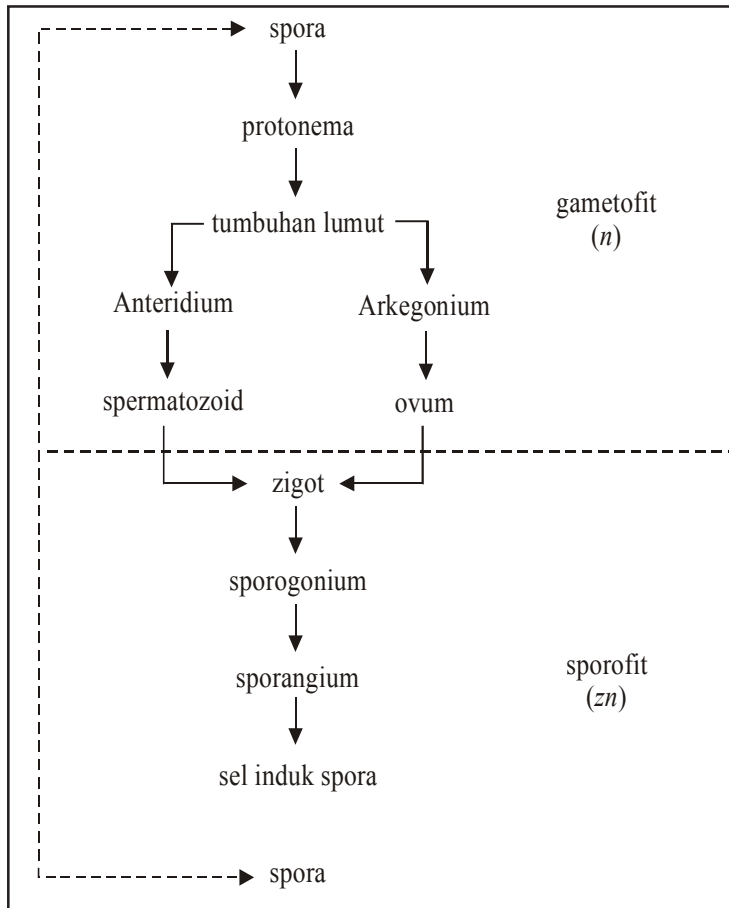 spora
protonema
tumbuhan lumut
gametofit
(n)
Anteridium
Arkegonium
spermatozoid
ovum
zigot
sporogonium
sporangium
sporofit
(zn)
sel induk spora
spora